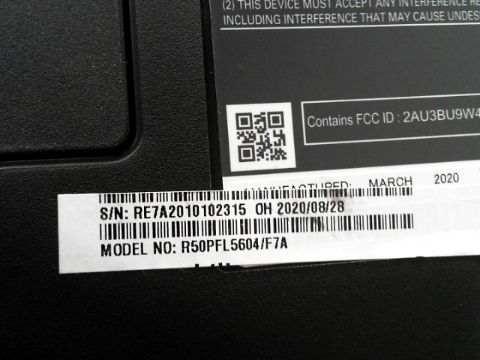 (2) THIS DEVICE MUST ACCEPT ANY INTERFERENCE
INCLUDING INTERFERENCE THAT MAY CAUSE
Contains FCC ID : 2AU3BU9W4
MANUFACTURED: MARCH 2020
S/N: RE7A2010102315 OH 2020/08/28
MODEL NO: R50PFL5604/F7A